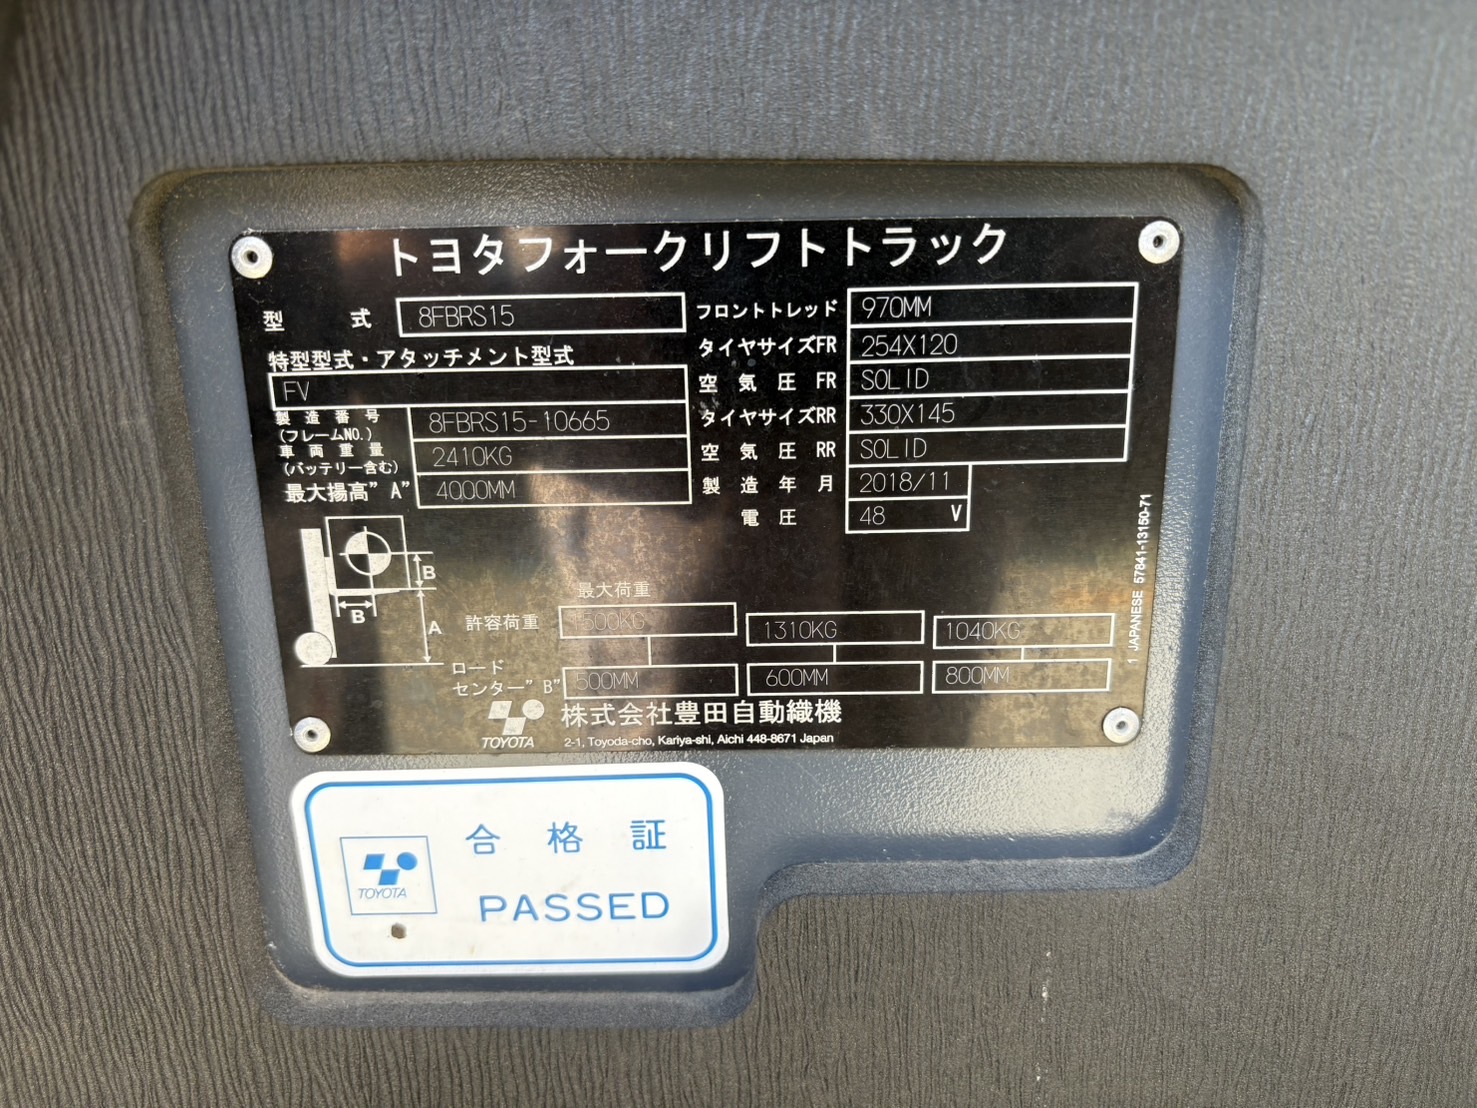 トヨタフォークリフトトラック
型 式 8FBRS15
特型型式・アタッチメント型式
FV
製造番号 (フレームNO.) 8FBRS15-10665
車両重量 (バッテリー含む) 2410KG
最大揚高"A" 4000MM
フロントトレッド 970MM
タイヤサイズFR 254X120
空気圧 FR SOLID
タイヤサイズRR 330X145
空気圧 RR SOLID
製造年月 2018/11
電圧 48 V
B
B
A
最大荷重
許容荷重 1500KG 1310KG 1040KG
ロード
センター"B" 500MM 600MM 800MM
TOYOTA 株式会社豊田自動織機
2-1, Toyoda-cho, Kariya-shi, Aichi 448-8671 Japan
1 JAPANESE 57841-13150-71
合格証
TOYOTA
PASSED